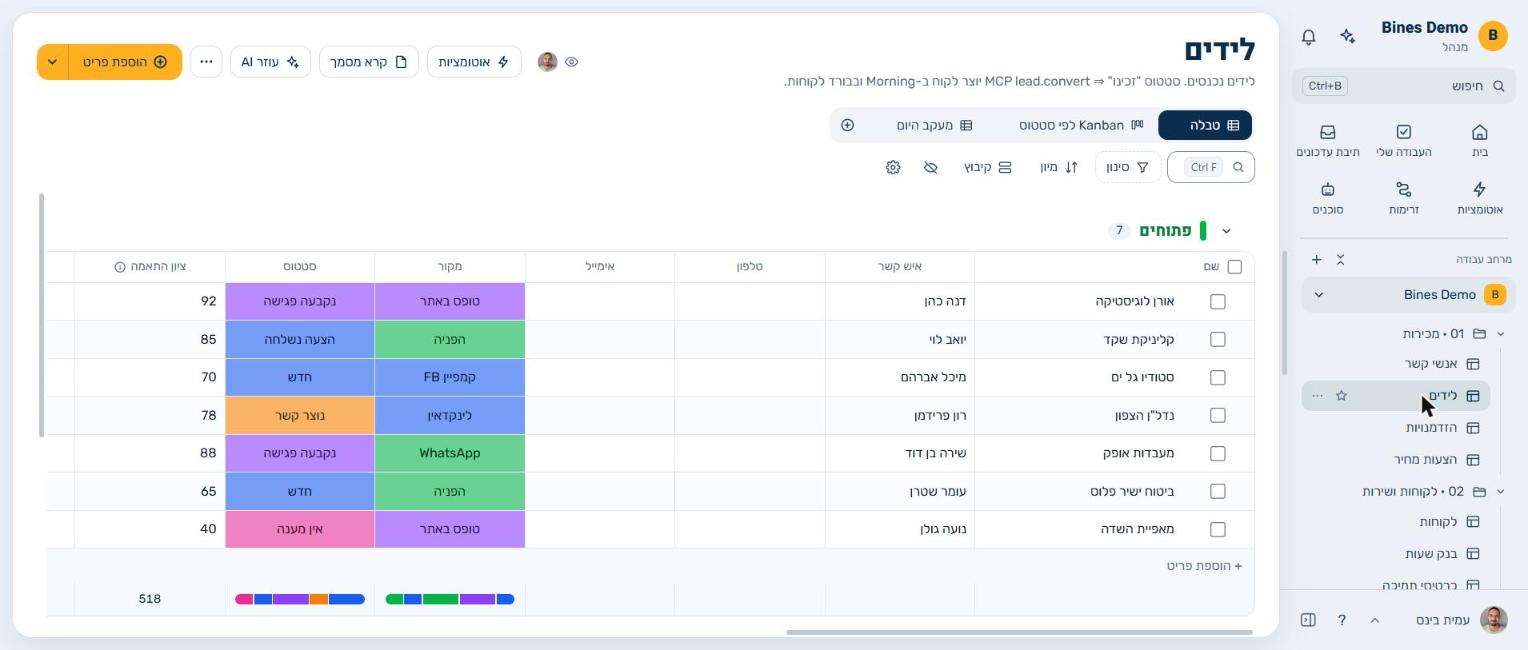 Bines Demo
מנהל
B
חיפוש
Ctrl+B
בית
העבודה שלי
תיבת עדכונים
אוטומציות
זרימות
סוכנים
מרחב עבודה
B
Bines Demo
01 • מכירות
אנשי קשר
לידים
הזדמנויות
הצעות מחיר
02 • לקוחות ושירות
לקוחות
בנק שעות
כרטיסי תמיכה
עמית בינס
?
לידים
לידים נכנסים. סטטוס "זכינו" ⇒ MCP lead.convert יוצר לקוח ב-Morning ובבורד לקוחות.
אוטומציות
קרא מסמך
עוזר AI
הוספת פריט
טבלה
Kanban לפי סטטוס
מעקב היום
Ctrl F
סינון
מיון
קיבוץ
פתוחים 7
שם איש קשר טלפון אימייל מקור סטטוס ציון התאמה
אורן לוגיסטיקה דנה כהן טופס באתר נקבעה פגישה 92
קליניקת שקד יואב לוי הפניה הצעה נשלחה 85
סטודיו גל ים מיכל אברהם קמפיין FB חדש 70
נדל"ן הצפון רון פרידמן לינקדאין נוצר קשר 78
מעבדות אופק שירה בן דוד WhatsApp נקבעה פגישה 88
ביטוח ישיר פלוס עומר שטרן הפניה חדש 65
מאפיית השדה נועה גולן טופס באתר אין מענה 40
+ הוספת פריט
518